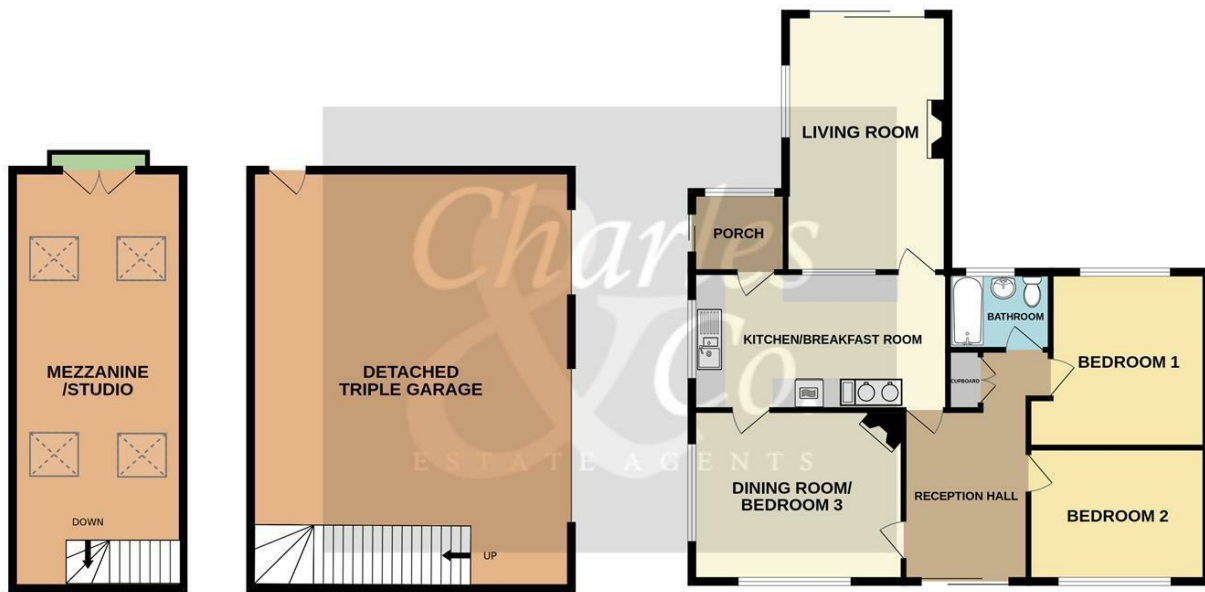 LIVING ROOM
PORCH
KITCHEN/BREAKFAST ROOM
BATHROOM
CUPBOARD
BEDROOM 1
DINING ROOM/
BEDROOM 3
RECEPTION HALL
BEDROOM 2
MEZZANINE
/STUDIO
DOWN
DETACHED
TRIPLE GARAGE
UP
Charles
& Co
ESTATE AGENTS